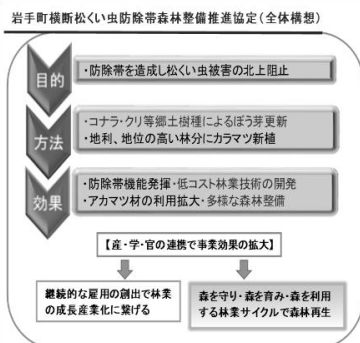 岩手町横断松くい虫防除帯森林整備推進協定(全体構想)
目的
・防除帯を造成し松くい虫被害の北上阻止
方法
・コナラ・クリ等郷土樹種によるぼう芽更新
・地利、地位の高い林分にカラマツ新植
効果
・防除帯機能発揮・低コスト林業技術の開発
・アカマツ材の利用拡大・多様な森林整備
【産・学・官の連携で事業効果の拡大】
継続的な雇用の創出で林業
の成長産業化に繋げる
森を守り・森を育み・森を利用
する林業サイクルで森林再生